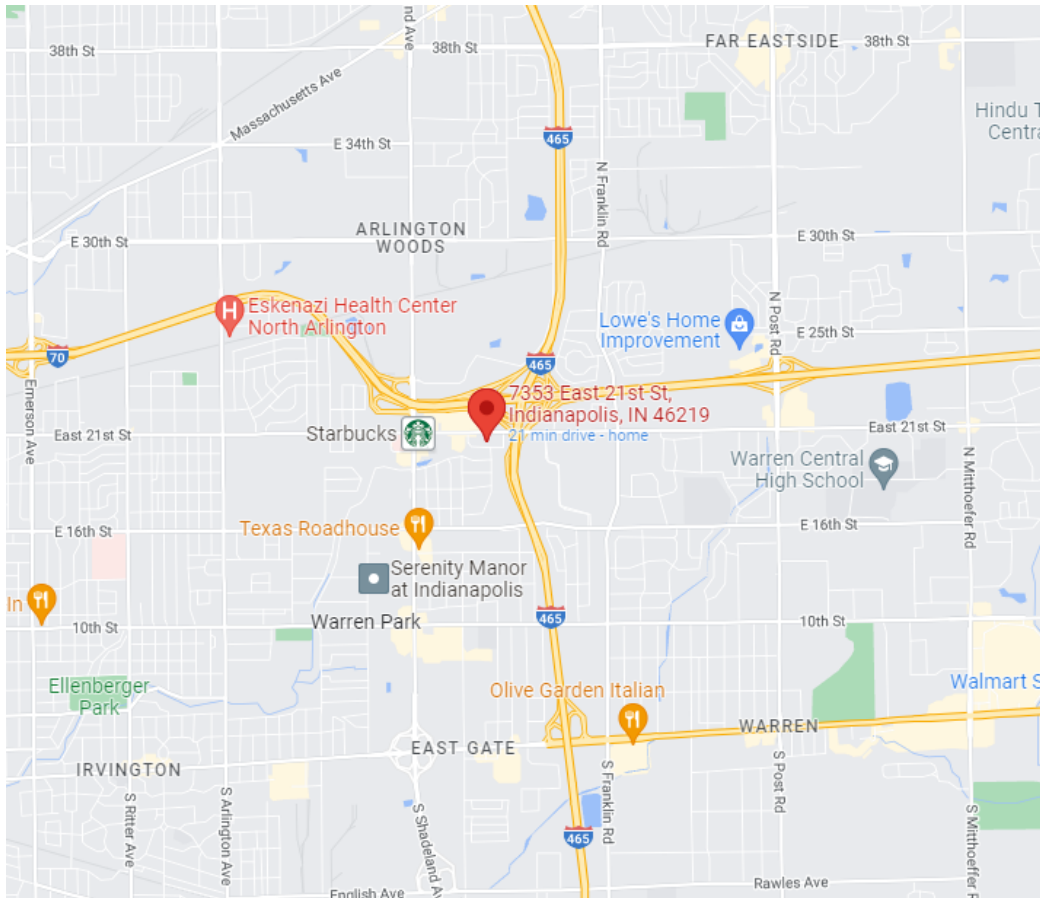 nd Ave
38th St
38th St
FAR EASTSIDE
38th St
Massachusetts Ave
465
Hindu T
Centra
E 34th St
N Franklin Rd
ARLINGTON
WOODS
E 30th St
E 30th St
Eskenazi Health Center
North Arlington
H
N Post Rd
Lowe's Home
Improvement
E 25th St
70
465
Emerson Ave
7353 East 21st St,
Indianapolis, IN 46219
21 min drive - home
East 21st St
Starbucks
East 21st St
Warren Central
High School
N Mitthoefer Rd
Texas Roadhouse
E 16th St
E 16th St
Serenity Manor
at Indianapolis
In
Warren Park
10th St
465
10th St
Ellenberger
Park
Olive Garden Italian
Walmart S
WARREN
EAST GATE
IRVINGTON
S Ritter Ave
S Arlington Ave
S Shadeland Av
S Franklin Rd
S Post Rd
S Mitthoeffer R
465
English Ave
Rawles Ave